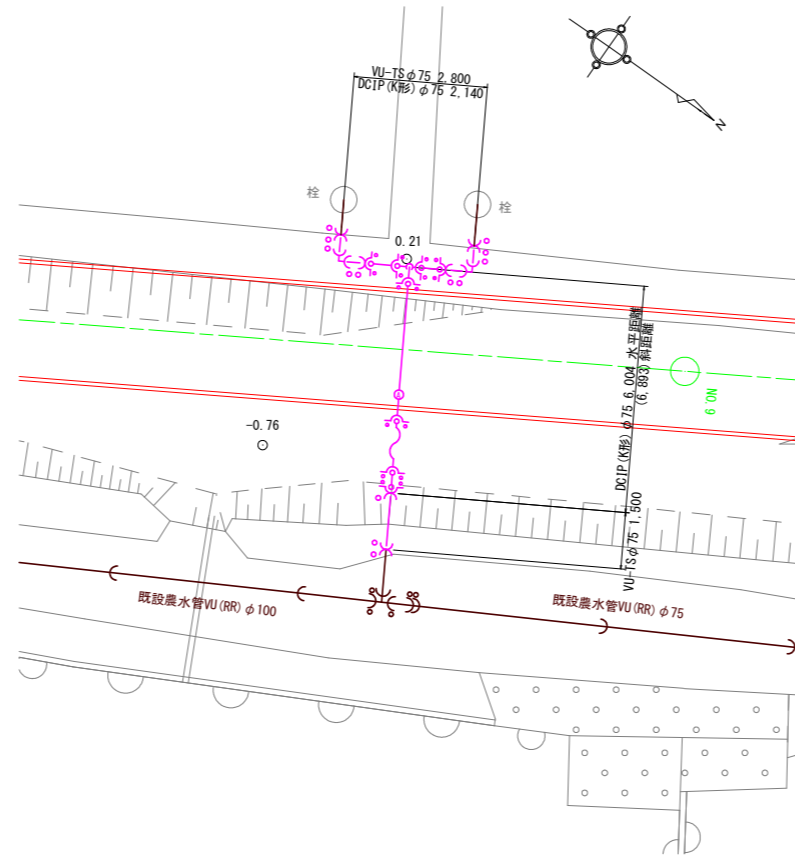 VU-TSφ75 2,800
DCIP(K形)φ75 2,140
N
栓
栓
0.21
DCIP(K形)φ75 6,004 水平距離
(6,893)斜距離
NO.9
-0.76
VU-TSφ75 1,500
既設農水管VU(RR)φ100
既設農水管VU(RR)φ75